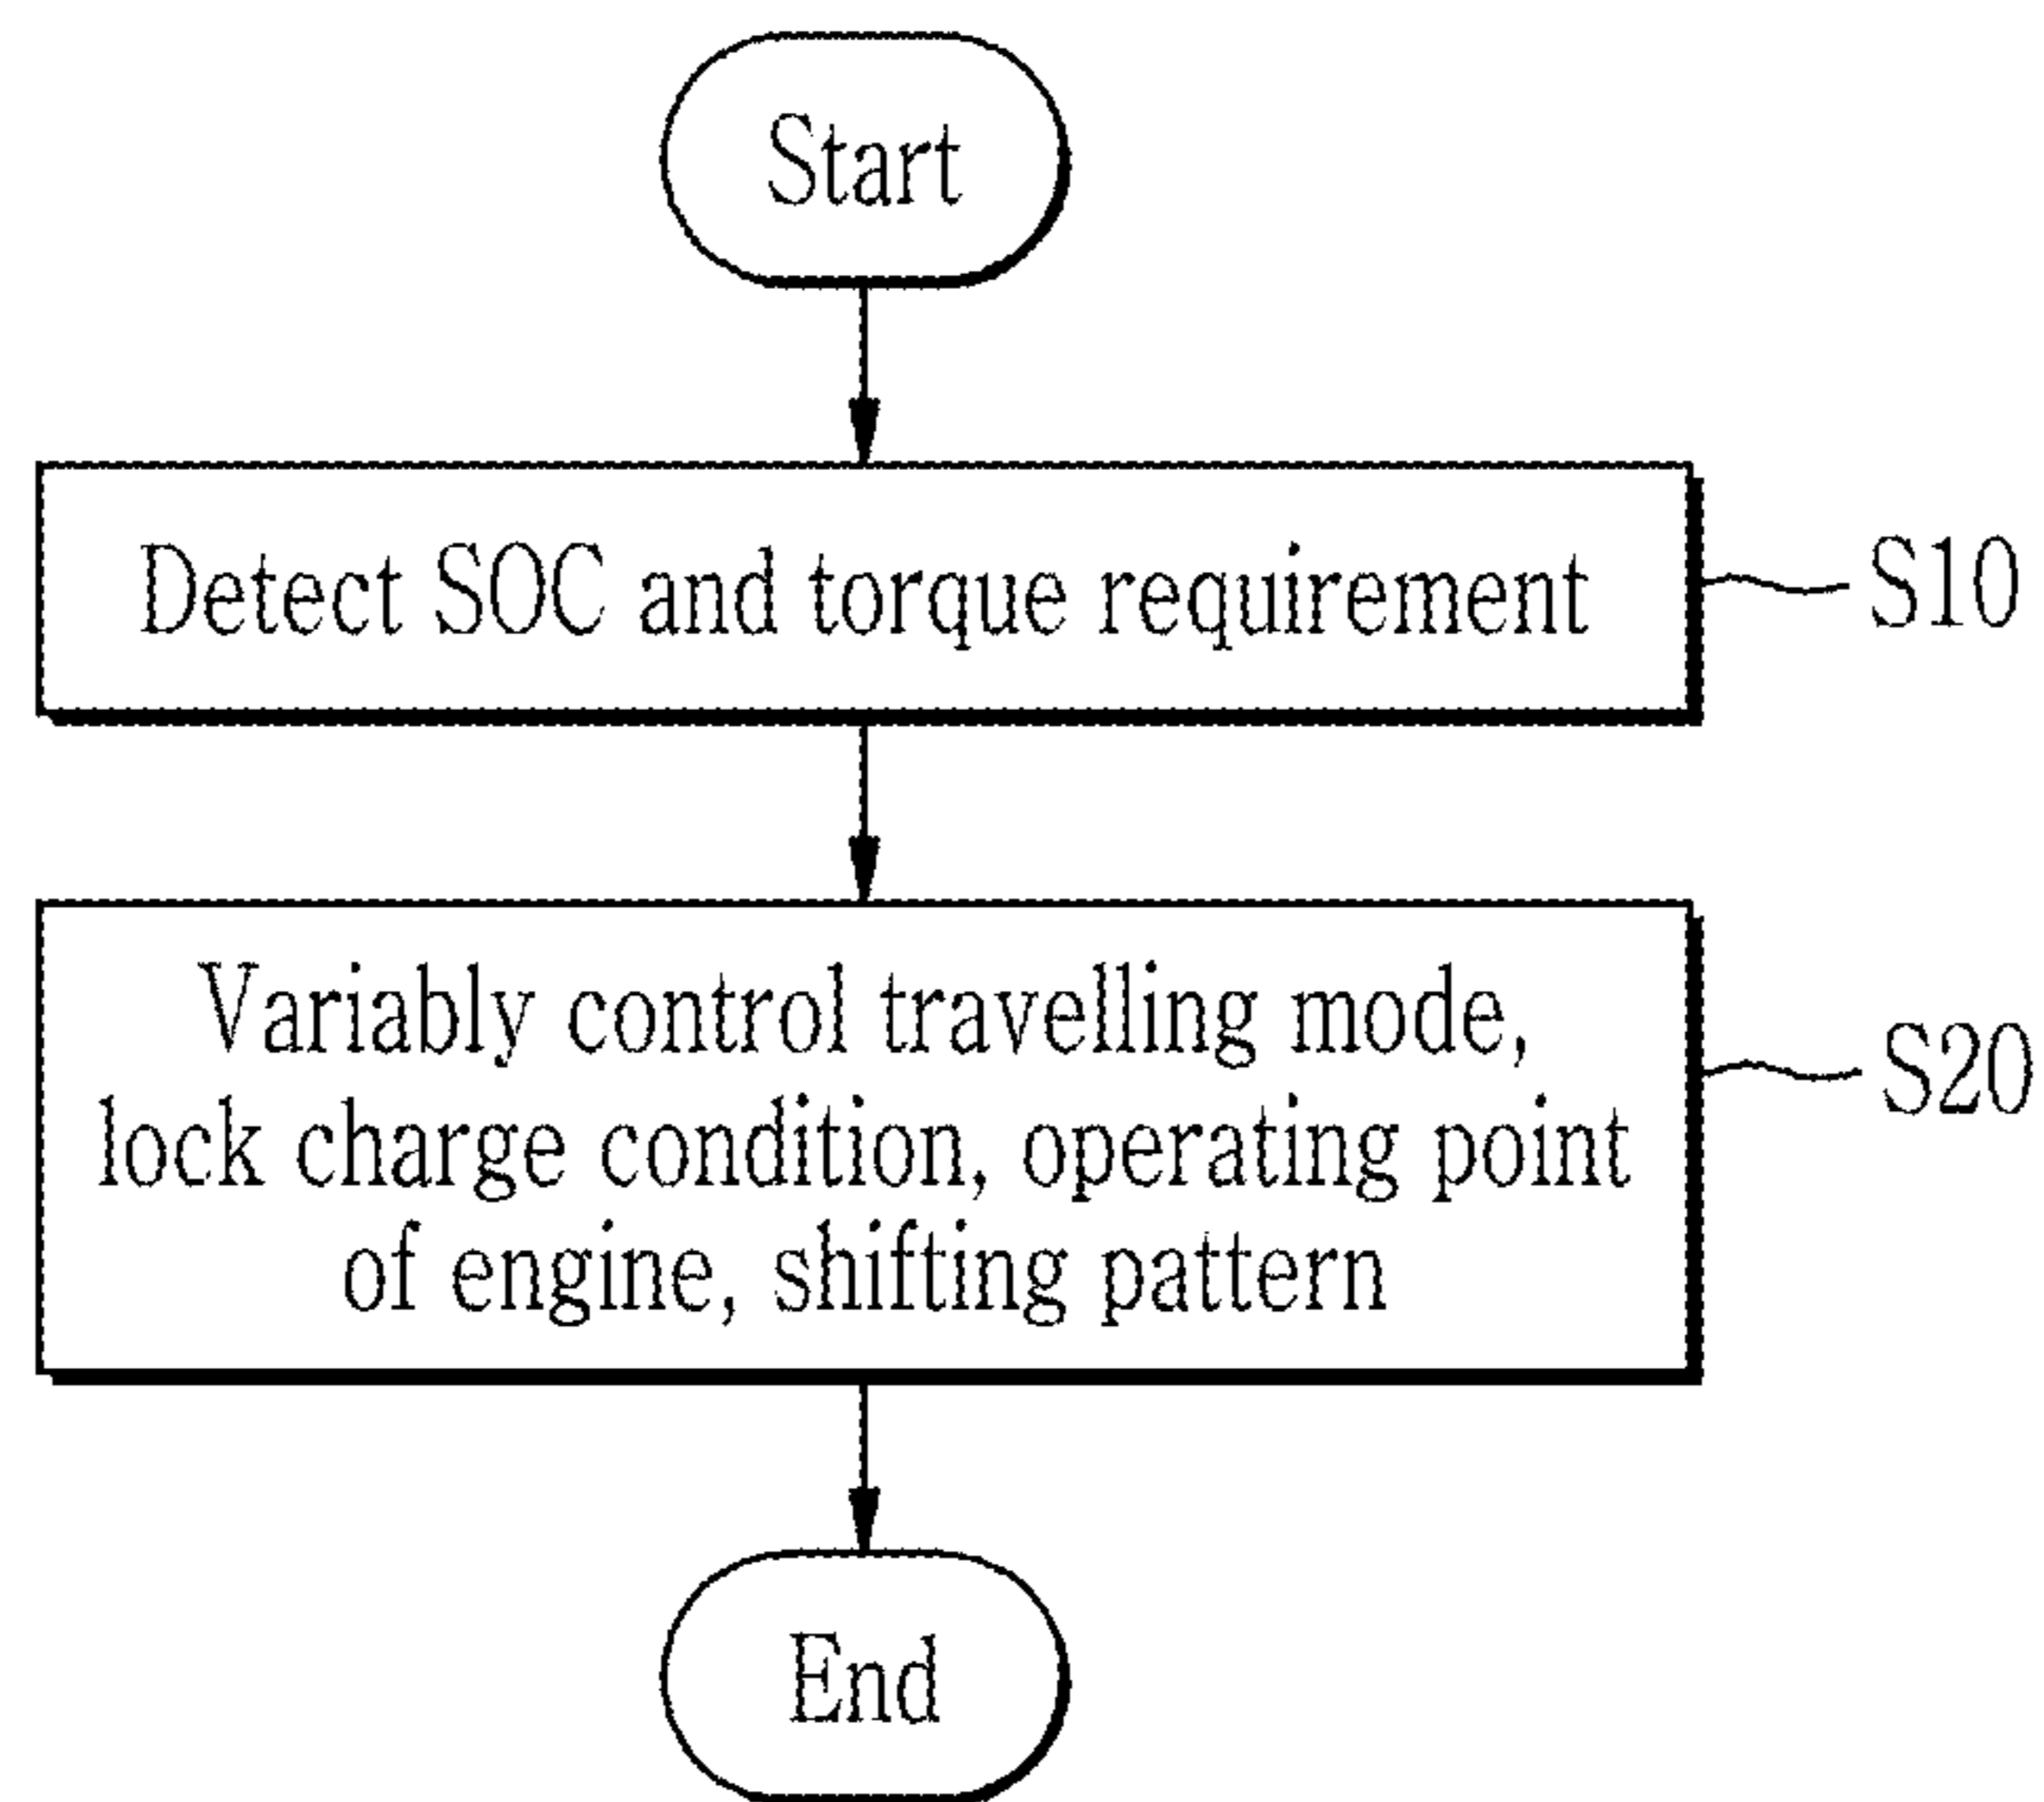 Start
Detect SOC and torque requirement
S10
Variably control travelling mode,
lock charge condition, operating point
of engine, shifting pattern
S20
End